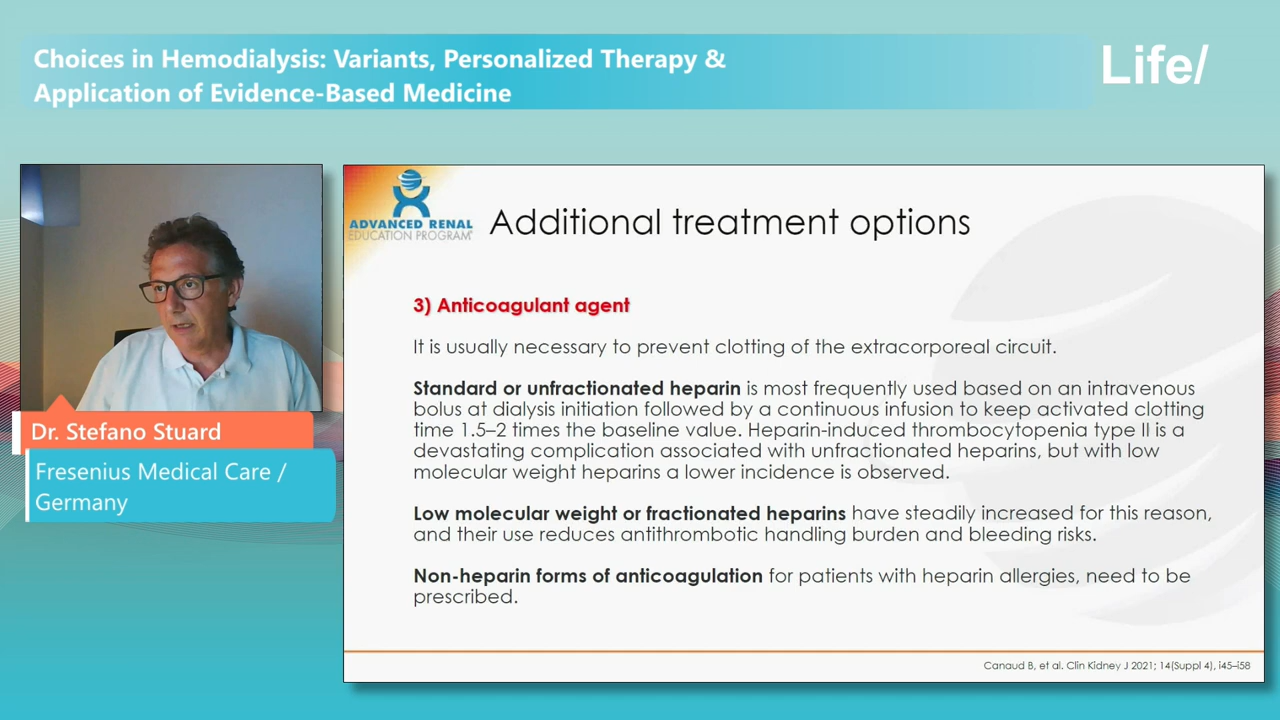 Choices in Hemodialysis: Variants, Personalized Therapy &
Application of Evidence-Based Medicine
Life/
Dr. Stefano Stuard
Fresenius Medical Care /
Germany
ADVANCED RENAL
EDUCATION PROGRAM
Additional treatment options
3) Anticoagulant agent
It is usually necessary to prevent clotting of the extracorporeal circuit.
Standard or unfractionated heparin is most frequently used based on an intravenous
bolus at dialysis initiation followed by a continuous infusion to keep activated clotting
time 1.5–2 times the baseline value. Heparin-induced thrombocytopenia type II is a
devastating complication associated with unfractionated heparins, but with low
molecular weight heparins a lower incidence is observed.
Low molecular weight or fractionated heparins have steadily increased for this reason,
and their use reduces antithrombotic handling burden and bleeding risks.
Non-heparin forms of anticoagulation for patients with heparin allergies, need to be
prescribed.
Canaud B, et al. Clin Kidney J 2021; 14(Suppl 4), i45–i58